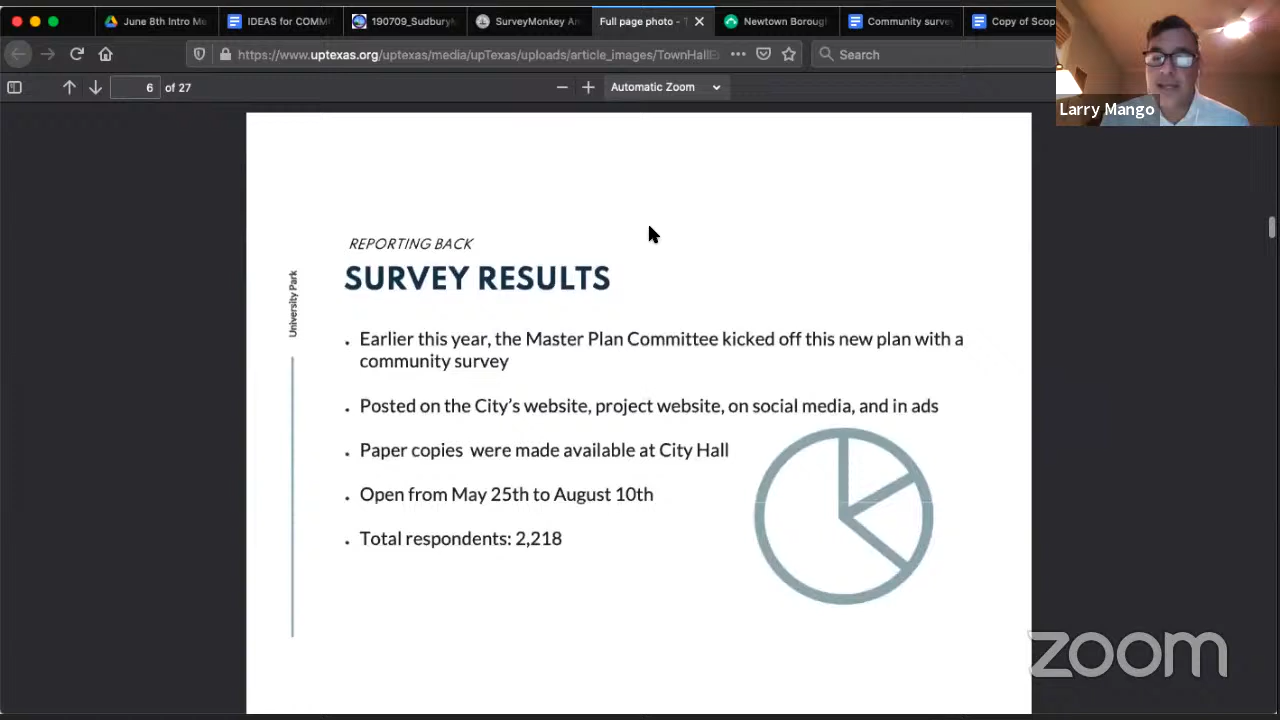 June 8th Intro Me
IDEAS for COMM
190709_Sudbury
SurveyMonkey An
Full page photo - T
Newtown Borough
Community surve
Copy of Scop
https://www.uptexas.org/uptexas/media/upTexas/uploads/article_images/TownHall
Search
6 of 27
Automatic Zoom
Larry Mango
REPORTING BACK
SURVEY RESULTS
University Park
. Earlier this year, the Master Plan Committee kicked off this new plan with a
community survey
. Posted on the City's website, project website, on social media, and in ads
. Paper copies were made available at City Hall
. Open from May 25th to August 10th
. Total respondents: 2,218
zoom